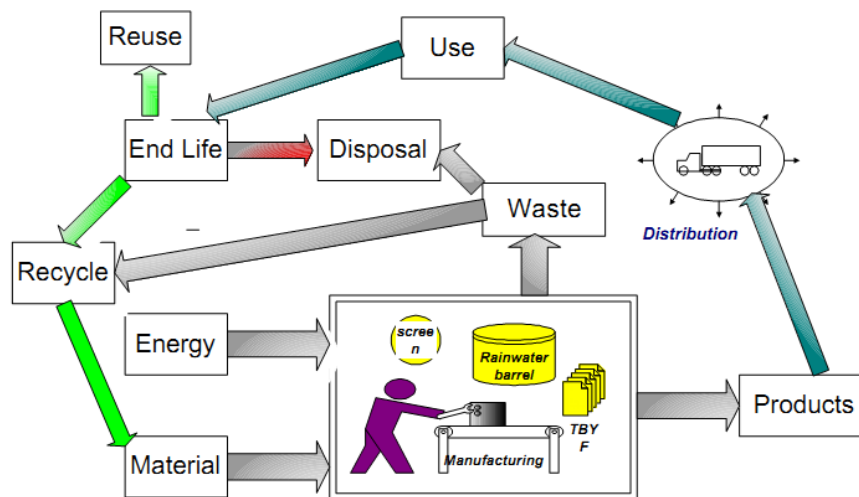 Reuse
Use
End Life
Disposal
Waste
Distribution
Recycle
Energy
scree
n
Rainwater
barrel
TBY
F
Manufacturing
Products
Material